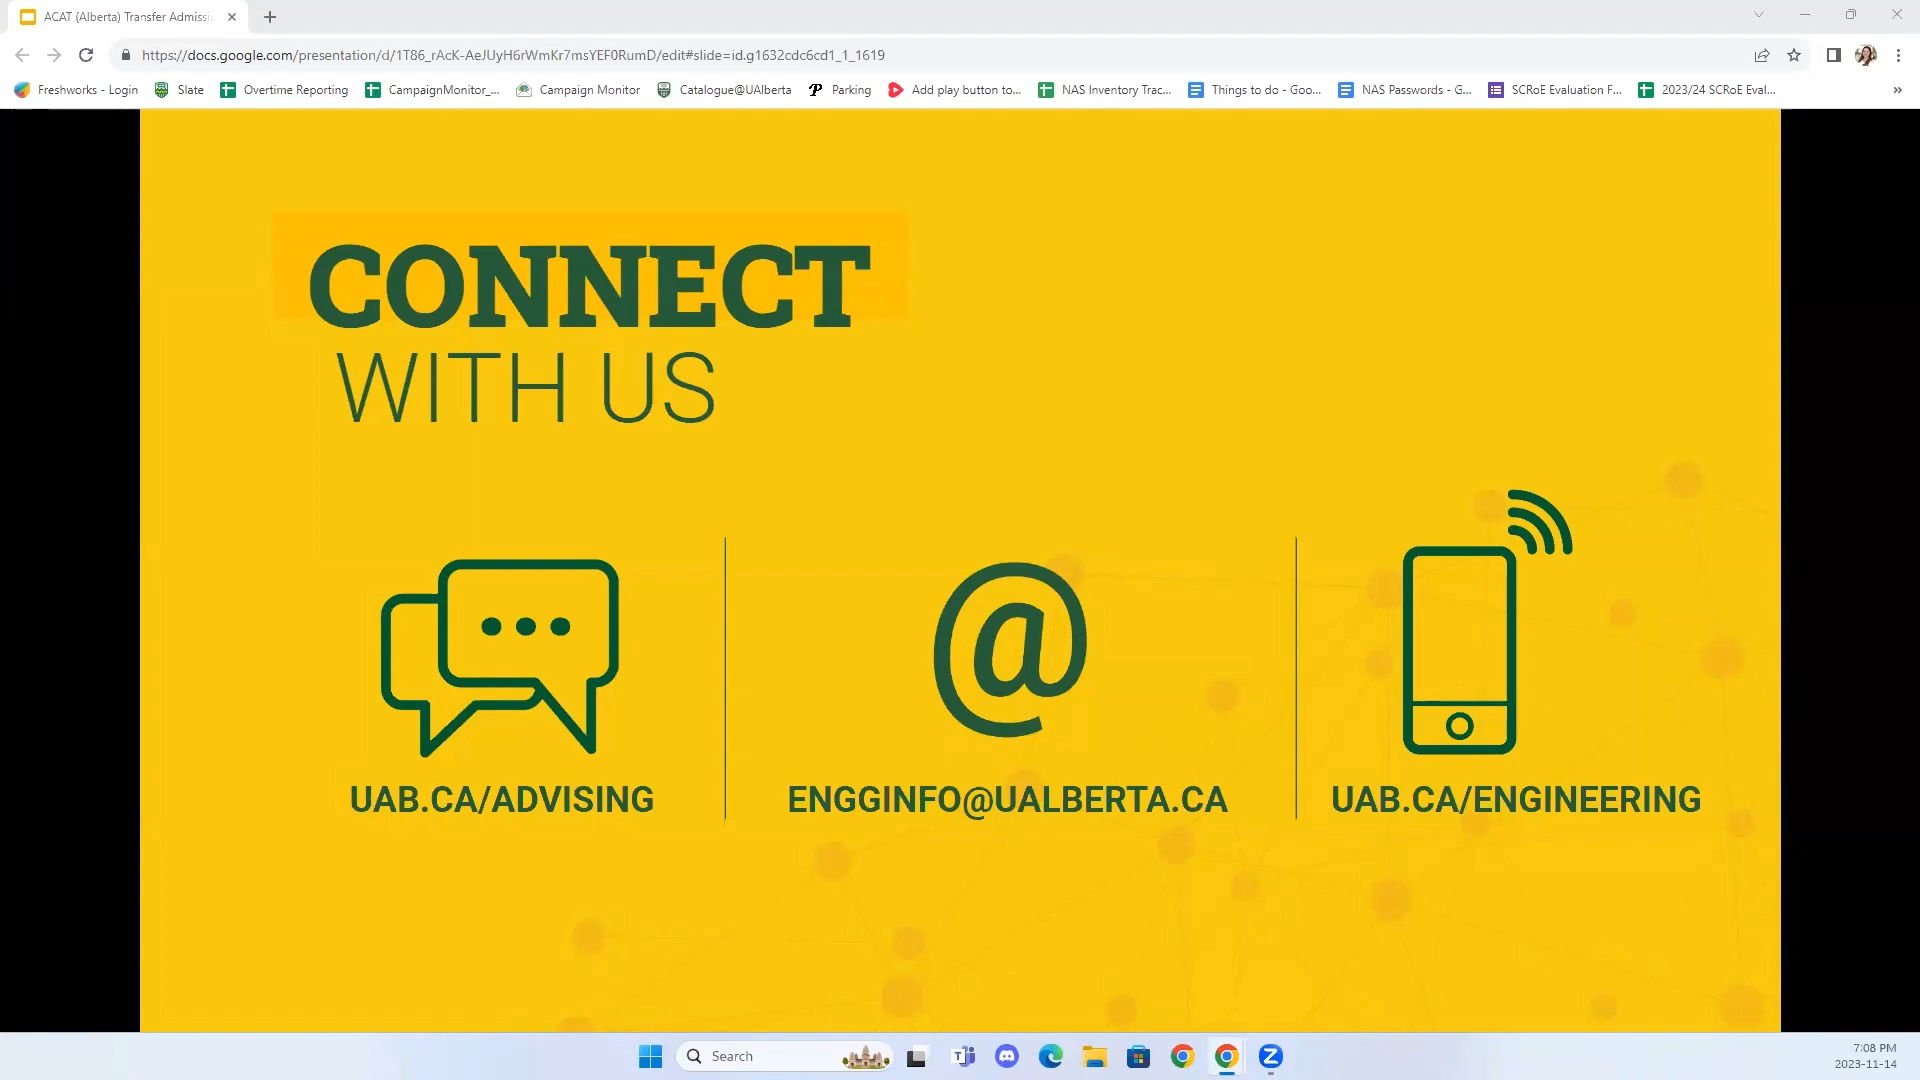 ACAT (Alberta) Transfer Admissi
https://docs.google.com/presentation/d/1T86_rAcK-AeJUyH6rWmKr7msYEF0RumD/edit#slide=id.g1632cdc6cd1_1_1619
Freshworks - Login
Slate
Overtime Reporting
CampaignMonitor_...
Campaign Monitor
Catalogue@UAlberta
Parking
Add play button to...
NAS Inventory Trac...
Things to do - Goo...
NAS Passwords - G...
SCRoE Evaluation F...
2023/24 SCRoE Eval...
CONNECT
WITH US
@
UAB.CA/ADVISING
ENGGINFO@UALBERTA.CA
UAB.CA/ENGINEERING
Search
7:08 PM
2023-11-14